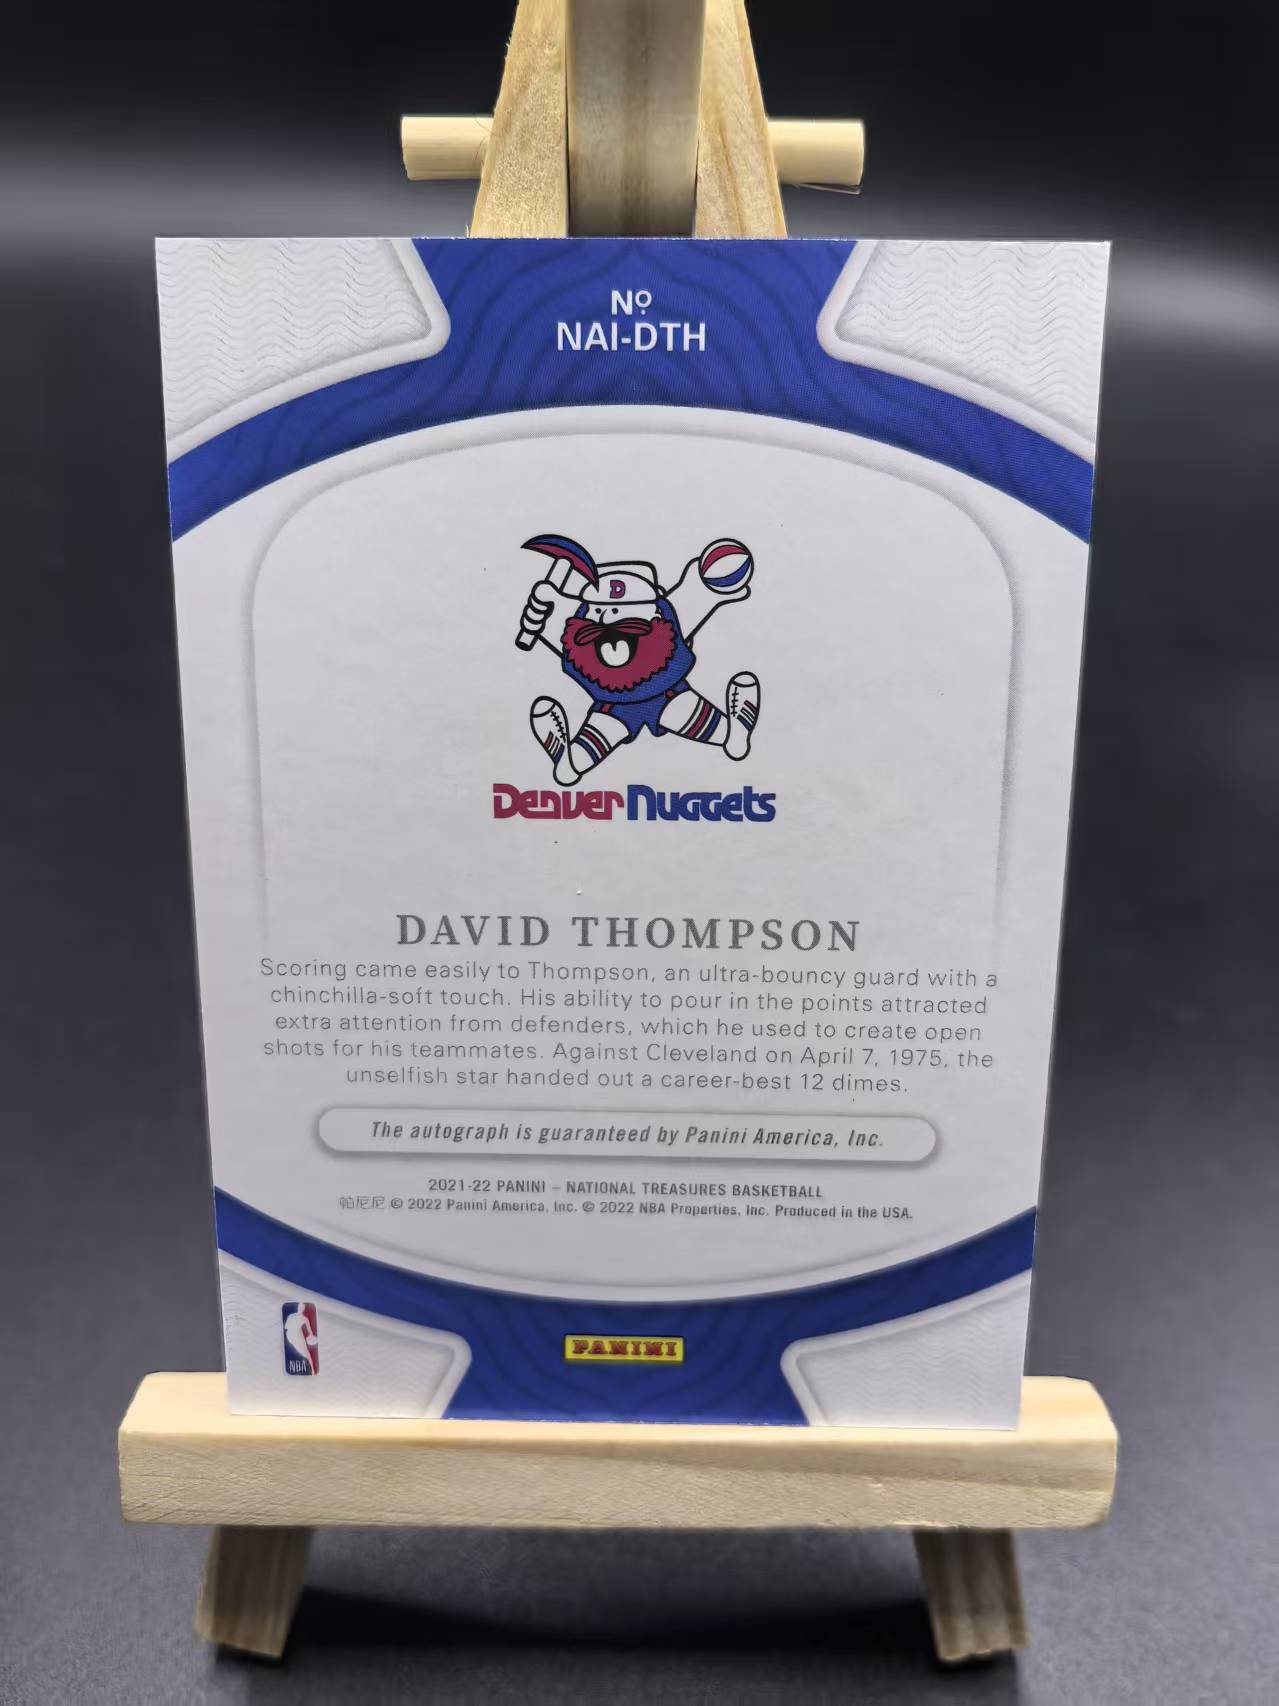 Nº
NAI-DTH
D
Denver Nuggets
DAVID THOMPSON
Scoring came easily to Thompson, an ultra-bouncy guard with a
chinchilla-soft touch. His ability to pour in the points attracted
extra attention from defenders, which he used to create open
shots for his teammates. Against Cleveland on April 7, 1975, the
unselfish star handed out a career-best 12 dimes.
The autograph is guaranteed by Panini America, Inc.
2021-22 PANINI – NATIONAL TREASURES BASKETBALL
帕尼尼 © 2022 Panini America, Inc. © 2022 NBA Properties, Inc. Produced in the USA.
NBA
PANINI